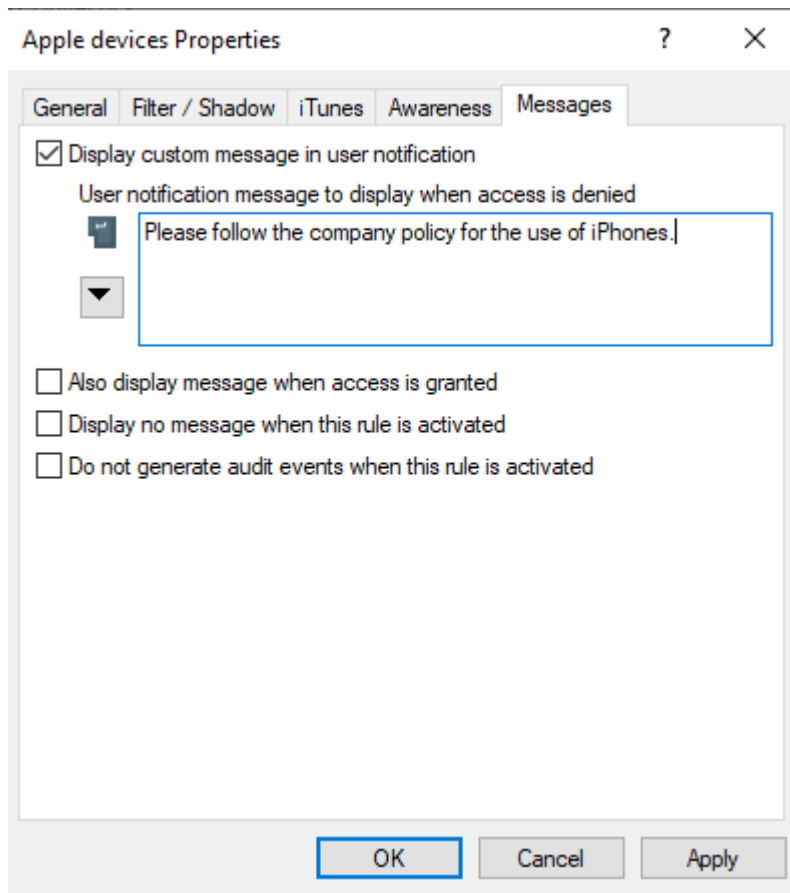 Apple devices Properties
General Filter / Shadow iTunes Awareness Messages
Display custom message in user notification
User notification message to display when access is denied
Please follow the company policy for the use of iPhones.
Also display message when access is granted
Display no message when this rule is activated
Do not generate audit events when this rule is activated
OK Cancel Apply